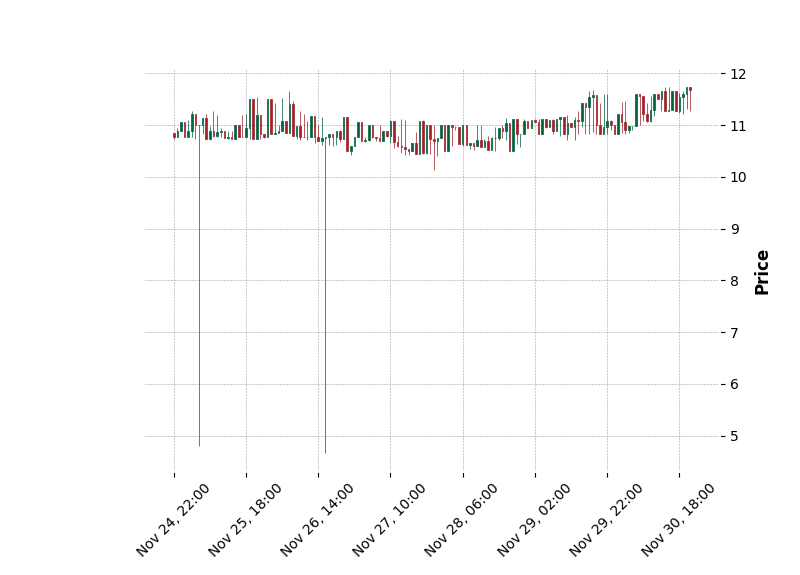 12
11
10
9
8
7
6
5
Price
Nov 24, 22:00
Nov 25, 18:00
Nov 26, 14:00
Nov 27, 10:00
Nov 28, 06:00
Nov 29, 02:00
Nov 29, 22:00
Nov 30, 18:00